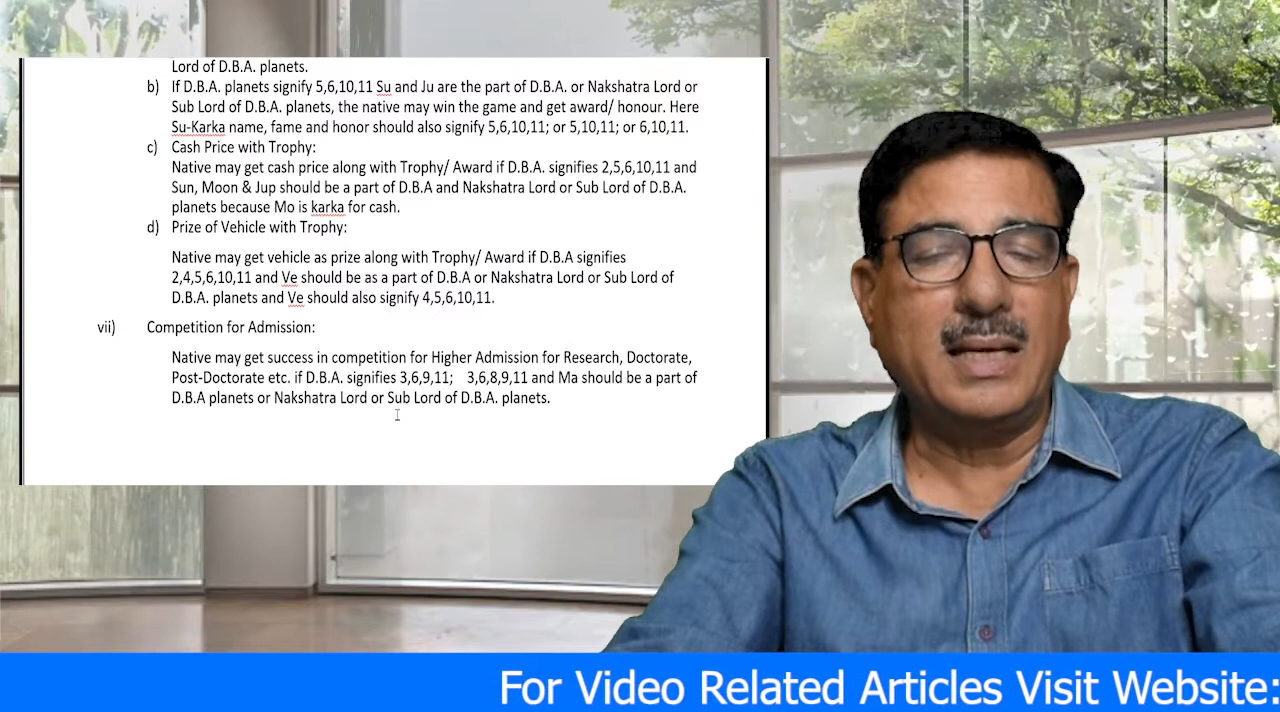 Lord of D.B.A. planets.
b) If D.B.A. planets signify 5,6,10,11 Su and Ju are the part of D.B.A. or Nakshatra Lord or
Sub Lord of D.B.A. planets, the native may win the game and get award/ honour. Here
Su-Karka name, fame and honor should also signify 5,6,10,11; or 5,10,11; or 6,10,11.
c) Cash Price with Trophy:
Native may get cash price along with Trophy/ Award if D.B.A. signifies 2,5,6,10,11 and
Sun, Moon & Jup should be a part of D.B.A and Nakshatra Lord or Sub Lord of D.B.A.
planets because Mo is karka for cash.
d) Prize of Vehicle with Trophy:
Native may get vehicle as prize along with Trophy/ Award if D.B.A signifies
2,4,5,6,10,11 and Ve should be as a part of D.B.A or Nakshatra Lord or Sub Lord of
D.B.A. planets and Ve should also signify 4,5,6,10,11.
vii) Competition for Admission:
Native may get success in competition for Higher Admission for Research, Doctorate,
Post-Doctorate etc. if D.B.A. signifies 3,6,9,11; 3,6,8,9,11 and Ma should be a part of
D.B.A planets or Nakshatra Lord or Sub Lord of D.B.A. planets.
For Video Related Articles Visit Website: